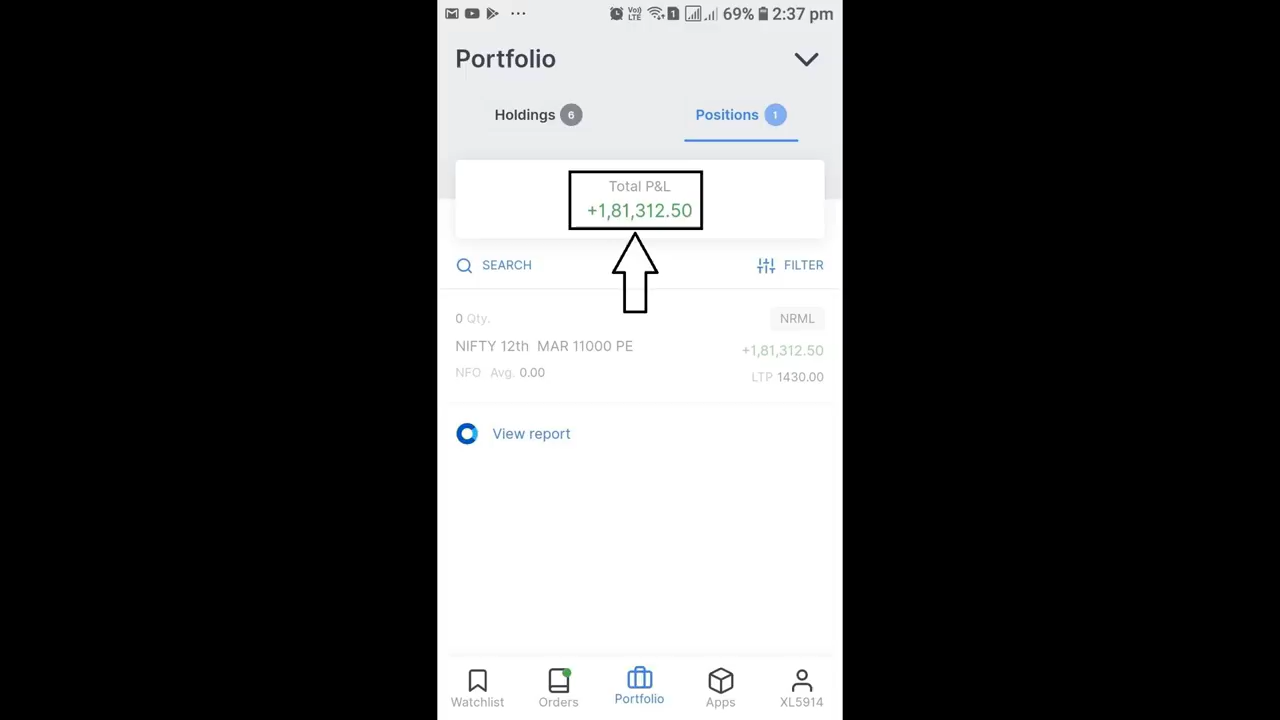 69% 2:37 pm
Portfolio
Holdings 6 Positions 1
Total P&L
+1,81,312.50
SEARCH FILTER
0 Qty. NRML
NIFTY 12th MAR 11000 PE +1,81,312.50
NFO Avg. 0.00 LTP 1430.00
View report
Watchlist Orders Portfolio Apps XL5914